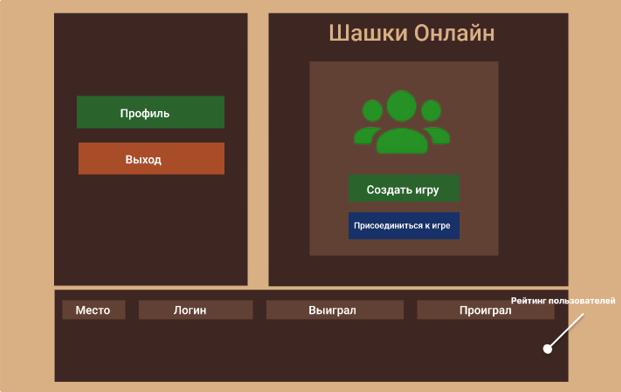 Шашки Онлайн
Профиль
Выход
Создать игру
Присоединиться к игре
Рейтинг пользователей
Место Логин Выиграл Проиграл